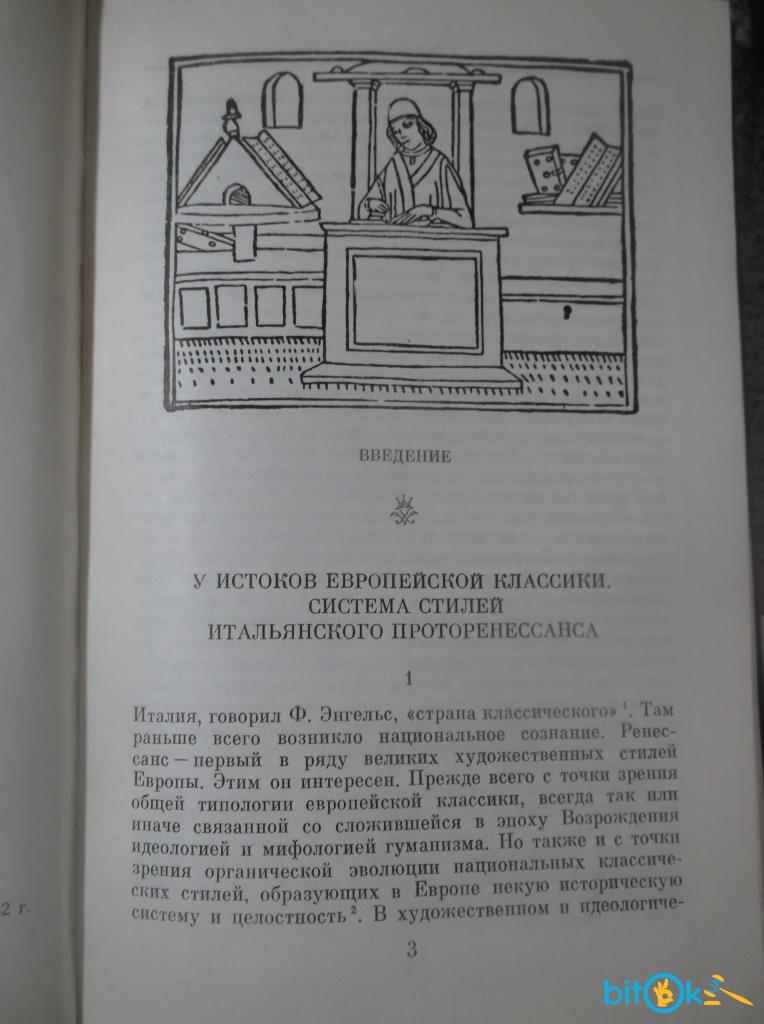 ВВЕДЕНИЕ
У ИСТОКОВ ЕВРОПЕЙСКОЙ КЛАССИКИ.
СИСТЕМА СТИЛЕЙ
ИТАЛЬЯНСКОГО ПРОТОРЕНЕССАНСА
1
Италия, говорил Ф. Энгельс, «страна классического» ¹. Там
раньше всего возникло национальное сознание. Ренес-
санс — первый в ряду великих художественных стилей
Европы. Этим он интересен. Прежде всего с точки зрения
общей типологии европейской классики, всегда так или
иначе связанной со сложившейся в эпоху Возрождения
идеологией и мифологией гуманизма. Но также и с точки
зрения органической эволюции национальных классиче-
ских стилей, образующих в Европе некую историческую
систему и целостность ². В художественном и идеологиче-
3
2 г.
bitOk